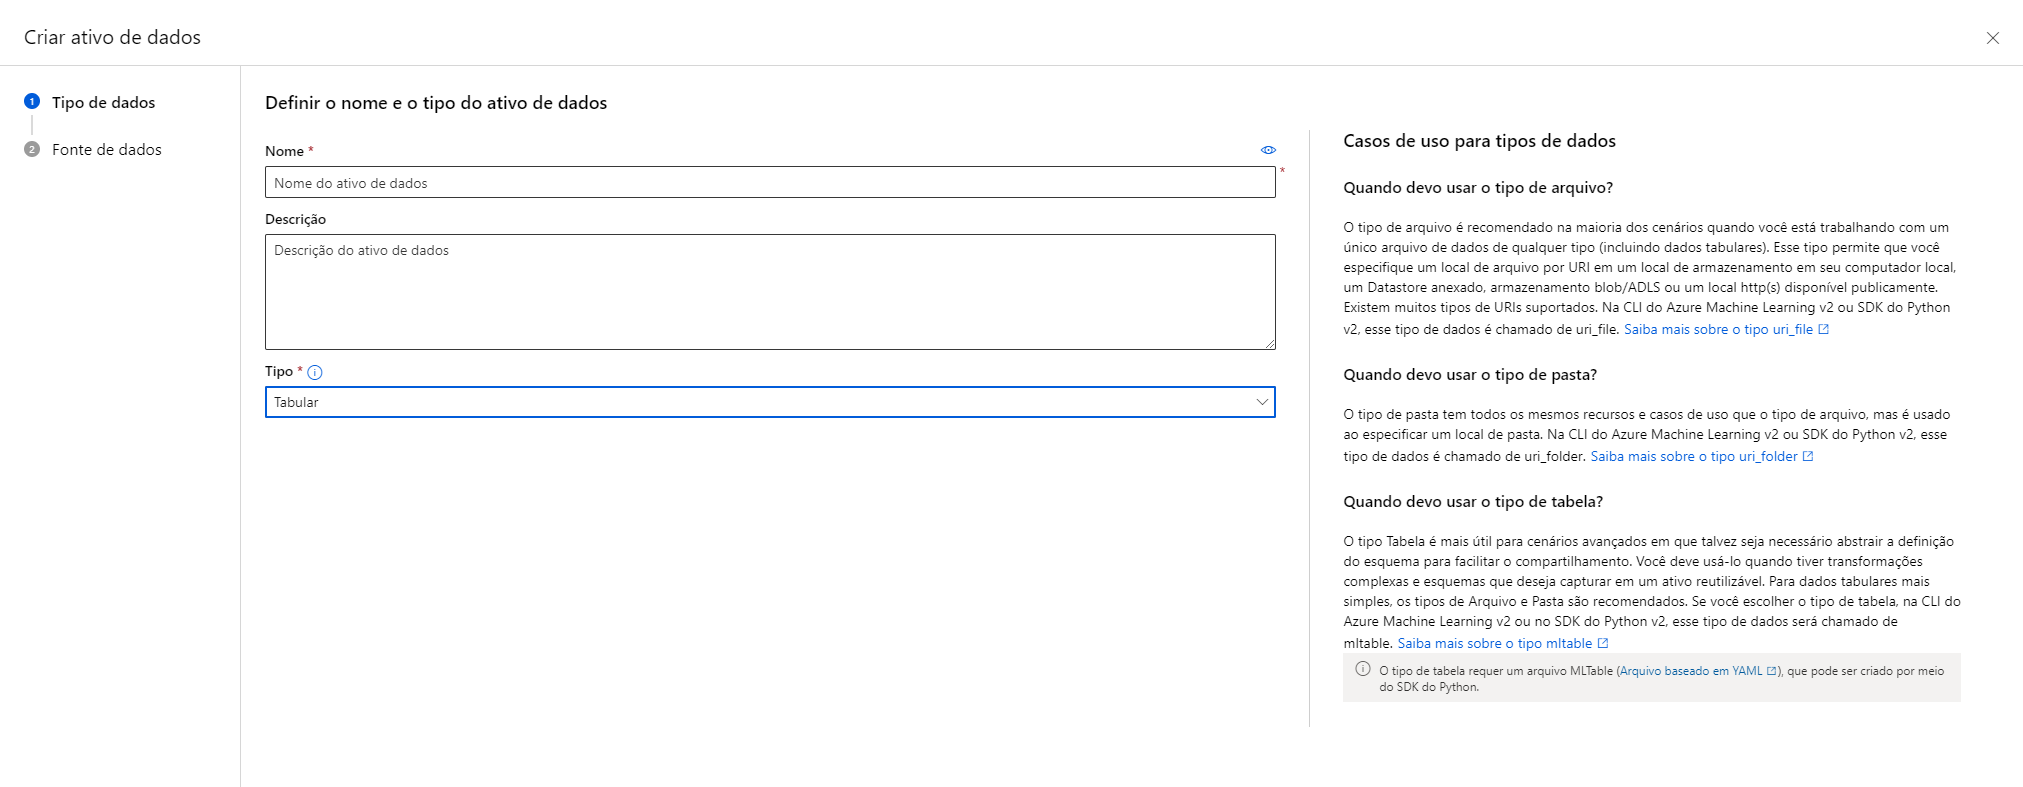 Criar ativo de dados
1 Tipo de dados
2 Fonte de dados
Definir o nome e o tipo do ativo de dados
Nome *
Nome do ativo de dados *
Descrição
Descrição do ativo de dados
Tipo *
Tabular
Casos de uso para tipos de dados
Quando devo usar o tipo de arquivo?
O tipo de arquivo é recomendado na maioria dos cenários quando você está trabalhando com um
único arquivo de dados de qualquer tipo (incluindo dados tabulares). Esse tipo permite que você
especifique um local de arquivo por URI em um local de armazenamento em seu computador local,
um Datastore anexado, armazenamento blob/ADLS ou um local http(s) disponível publicamente.
Existem muitos tipos de URIs suportados. Na CLI do Azure Machine Learning v2 ou SDK do Python
v2, esse tipo de dados é chamado de uri_file. Saiba mais sobre o tipo uri_file
Quando devo usar o tipo de pasta?
O tipo de pasta tem todos os mesmos recursos e casos de uso que o tipo de arquivo, mas é usado
ao especificar um local de pasta. Na CLI do Azure Machine Learning v2 ou SDK do Python v2, esse
tipo de dados é chamado de uri_folder. Saiba mais sobre o tipo uri_folder
Quando devo usar o tipo de tabela?
O tipo Tabela é mais útil para cenários avançados em que talvez seja necessário abstrair a definição
do esquema para facilitar o compartilhamento. Você deve usá-lo quando tiver transformações
complexas e esquemas que deseja capturar em um ativo reutilizável. Para dados tabulares mais
simples, os tipos de Arquivo e Pasta são recomendados. Se você escolher o tipo de tabela, na CLI do
Azure Machine Learning v2 ou no SDK do Python v2, esse tipo de dados será chamado de
mltable. Saiba mais sobre o tipo mltable
O tipo de tabela requer um arquivo MLTable (Arquivo baseado em YAML), que pode ser criado por meio
do SDK do Python.